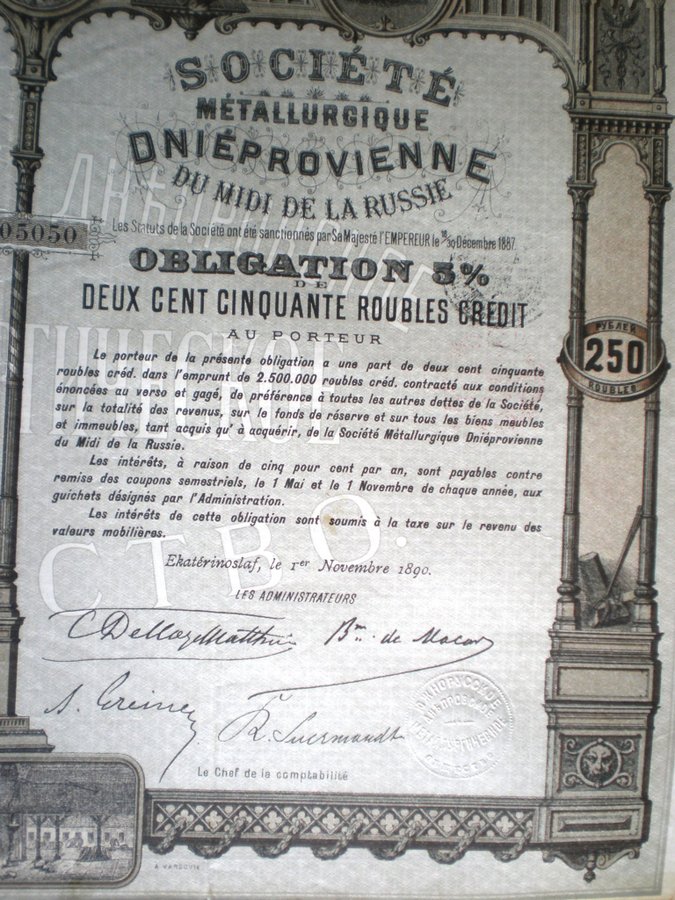 SOCIÉTÉ
MÉTALLURGIQUE
DNIÉPROVIENNE
DU MIDI DE LA RUSSIE
05050
Les Statuts de la Société ont été sanctionnés par Sa Majesté l'EMPEREUR le 18/30 Décembre 1887.
OBLIGATION 5%
DE
DEUX CENT CINQUANTE ROUBLES CRÉDIT
AU PORTEUR
РУБЛЕЙ
250
ROUBLES
Le porteur de la présente obligation a une part de deux cent cinquante
roubles créd. dans l'emprunt de 2.500.000 roubles créd. contracté aux conditions
énoncées au verso et gagé, de préférence à toutes les autres dettes de la Société,
sur la totalité des revenus, sur le fonds de réserve et sur tous les biens meubles
et immeubles, tant acquis qu' à acquérir, de la Société Métallurgique Dniéprovienne
du Midi de la Russie.
Les intérêts, à raison de cinq pour cent par an, sont payables contre
remise des coupons semestriels, le 1 Mai et le 1 Novembre de chaque année, aux
guichets désignés par l'Administration.
Les intérêts de cette obligation sont soumis à la taxe sur le revenu des
valeurs mobilières.
СТВО.
Ekatérinoslaf, le 1er Novembre 1890.
LES ADMINISTRATEURS
Bon. de Macar
Suermondt
Le Chef de la comptabilité
A VARSOVIE